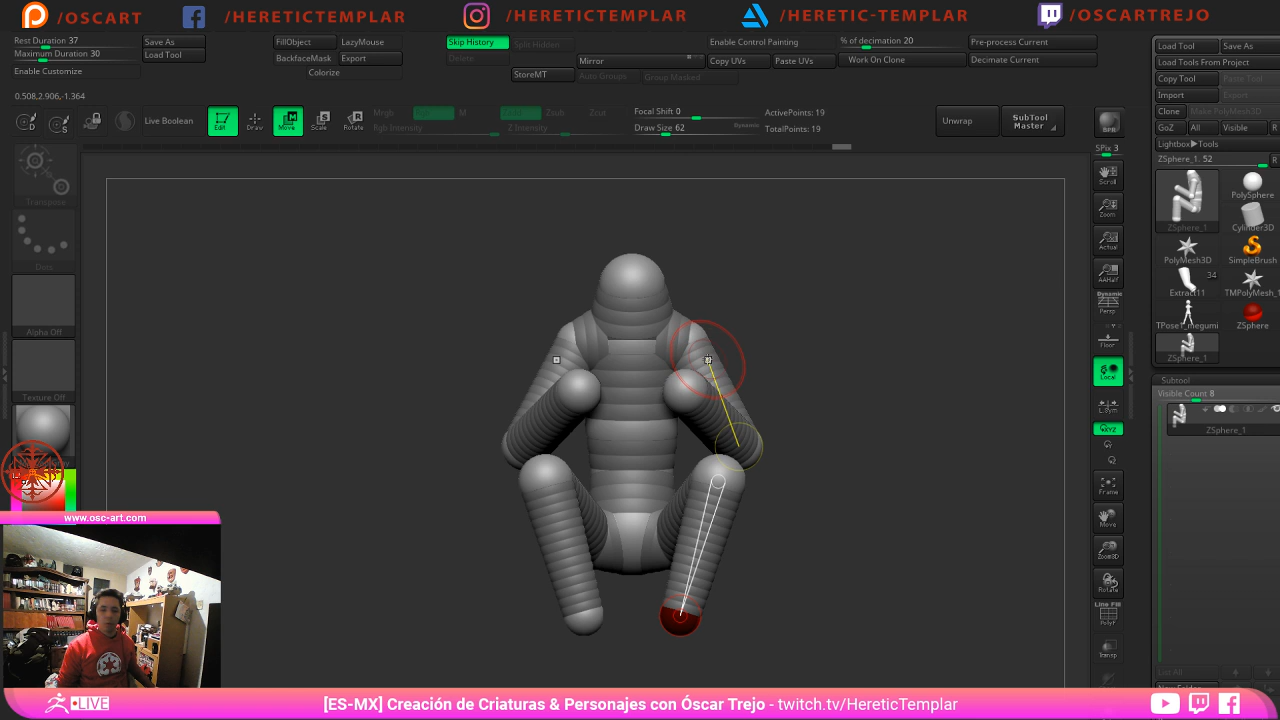 /OSCART
/HERETICTEMPLAR
/HERETICTEMPLAR
/HERETIC-TEMPLAR
/OSCARTREJO
Rest Duration 37
Maximum Duration 30
Enable Customize
Save As
Load Tool
FillObject
LazyMouse
BackfaceMask
Export
Colorize
Skip History
Split Hidden
Delete
StoreMT
Mirror
Auto Groups
Group Masked
Enable Control Painting
Copy UVs
Paste UVs
% of decimation 20
Work On Clone
Pre-process Current
Decimate Current
Load Tool
Save As
Load Tools From Project
Copy Tool
Paste Tool
Import
Export
Clone
Make PolyMesh3D
GoZ
All
Visible
R
Lightbox▶Tools
ZSphere_1. 52
R
0.508,2.906,-1.364
Live Boolean
Edit
Draw
Move
Scale
Rotate
Mrgb
Rgb
M
Rgb Intensity
Zadd
Zsub
Zcut
Z Intensity
Focal Shift 0
Draw Size 62
Dynamic
ActivePoints: 19
TotalPoints: 19
Unwrap
SubTool
Master
BPR
SPix 3
Scroll
Zoom
Actual
AAHalf
Dynamic
Persp
Floor
Local
L.Sym
XYZ
Frame
Move
Zoom3D
Rotate
Line Fill
PolyF
Transp
Transpose
Dots
Alpha Off
Texture Off
ZSphere_1
PolySphere
Cylinder3D
PolyMesh3D
SimpleBrush
34
Extract11
TMPolyMesh_1
TPose1_megumi
ZSphere
ZSphere_1
Subtool
Visible Count 8
ZSphere_1
List All
New Folder
www.osc-art.com
LIVE
[ES-MX] Creación de Criaturas & Personajes con Óscar Trejo - twitch.tv/HereticTemplar